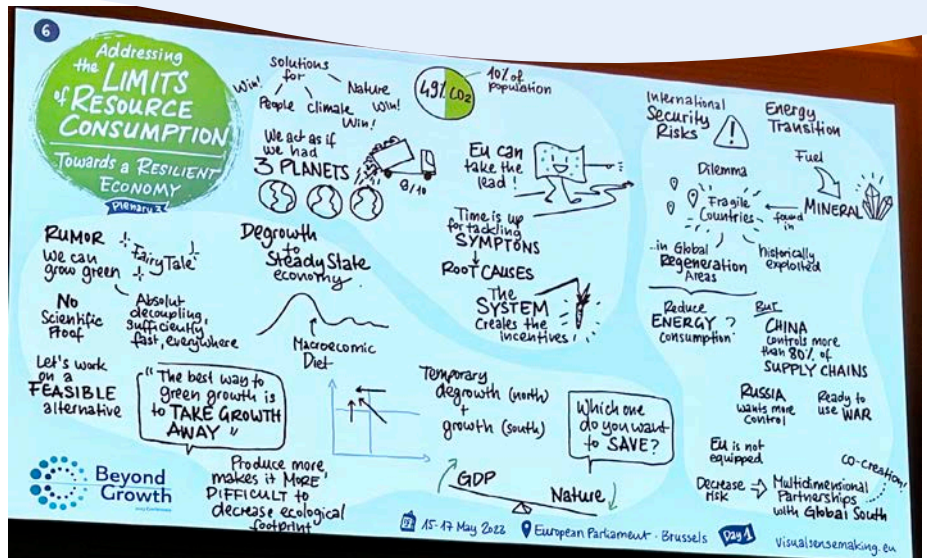 6
Addressing
the LIMITS
of RESOURCE
CONSUMPTION
Towards a RESILIENT
ECONOMY
Plenary 3
solutions
for
Win!
People
climate
Win!
Nature
Win!
49% CO2
10% of
population
We act as if
we had
3 PLANETS
9/10
EU can
take the
lead!
Time is up
for tackling
SYMPTONS
ROOT CAUSES
The
SYSTEM
Creates the
incentives!
RUMOR
We can
grow green
FairyTale
No
Scientific
Proof
Absolut
decoupling,
sufficiently
fast, everywhere
Let's work
on a
FEASIBLE
alternative
"The best way to
green growth is
to TAKE GROWTH
AWAY"
Degrowth
to
Steady State
economy
Macroecomic
Diet
Produce more,
makes it MORE
DIFFICULT to
decrease ecological
footprint
Temporary
degrowth (north)
+
growth (south)
Which one
do you want
to SAVE?
GDP
Nature
International
Security
Risks
Energy
Transition
Dilemma
Fuel
MINERAL
found
in
Fragile
Countries
..in Global
Regeneration
Areas
historically
exploited
Reduce
ENERGY ?
consumption
BUT
CHINA
controls more
than 80% of
SUPPLY CHAINS
RUSSIA
wants more
control
Ready to
use WAR
EU is not
equipped
Decrease
risk
Multidimensional
Partnerships
with Global South
CO-creation!
Beyond
Growth
2023 Conference
15-17 May 2023
European Parliament · Brussels
Day 1
visualsensemaking.eu